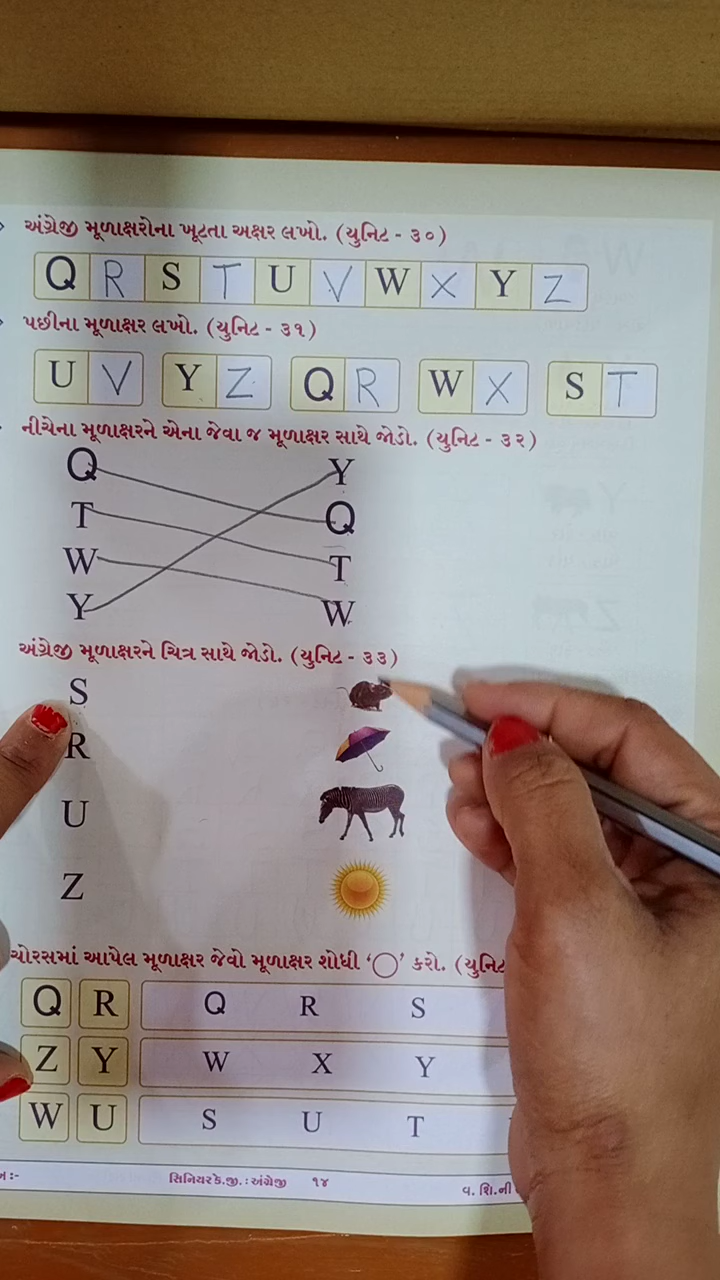 અંગ્રેજી મૂળાક્ષરોના ખૂટતા અક્ષર લખો. (યુનિટ - ૩૦)
Q R S T U V W X Y Z
પછીના મૂળાક્ષર લખો. (યુનિટ - ૩૧)
U V Y Z Q R W X S T
નીચેના મૂળાક્ષરને એના જેવા જ મૂળાક્ષર સાથે જોડો. (યુનિટ - ૩૨)
Q Y
T Q
W T
Y W
અંગ્રેજી મૂળાક્ષરને ચિત્ર સાથે જોડો. (યુનિટ - ૩૩)
S
R
U
Z
ચોરસમાં આપેલ મૂળાક્ષર જેવો મૂળાક્ષર શોધી ‘○’ કરો. (યુનિટ
Q R Q R S
Z Y W X Y
W U S U T
સિનિયર કે.જી. : અંગ્રેજી ૧૪ વ. શિ.ની